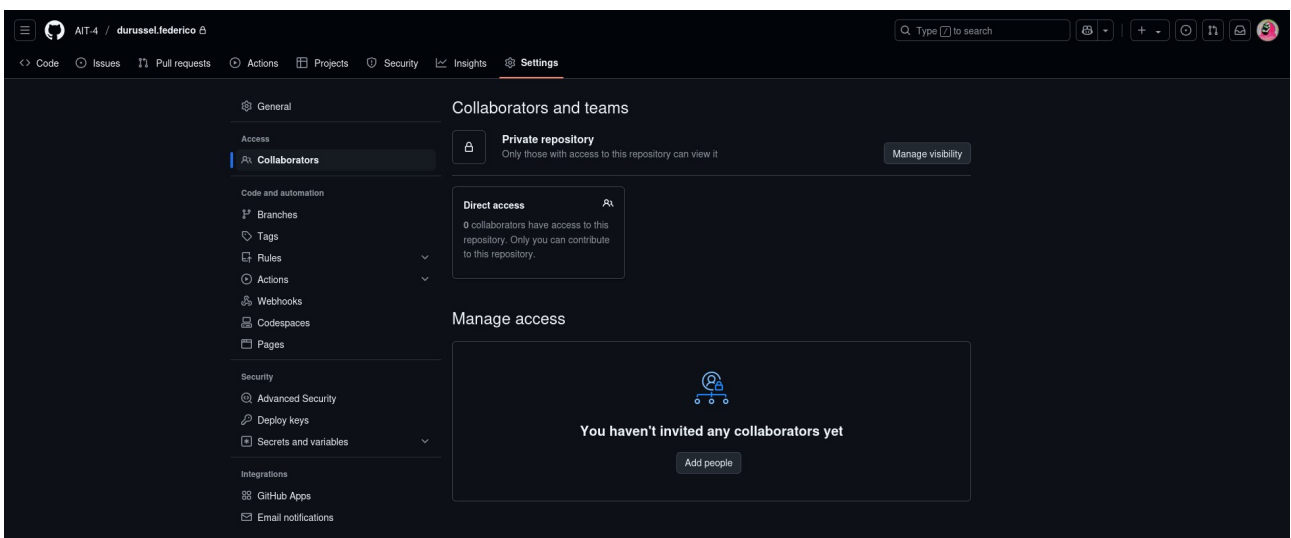 AIT-4 / durussel.federico
Type / to search
Code Issues Pull requests Actions Projects Security Insights Settings
General
Access
Collaborators
Code and automation
Branches
Tags
Rules
Actions
Webhooks
Codespaces
Pages
Security
Advanced Security
Deploy keys
Secrets and variables
Integrations
GitHub Apps
Email notifications
Collaborators and teams
Private repository
Only those with access to this repository can view it
Manage visibility
Direct access
0 collaborators have access to this
repository. Only you can contribute
to this repository.
Manage access
You haven't invited any collaborators yet
Add people